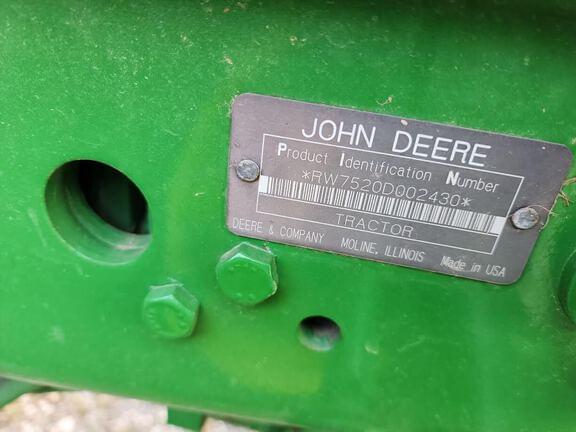 JOHN DEERE
Product Identification Number
*RW7520D002430*
TRACTOR
DEERE & COMPANY MOLINE, ILLINOIS
MADE IN USA